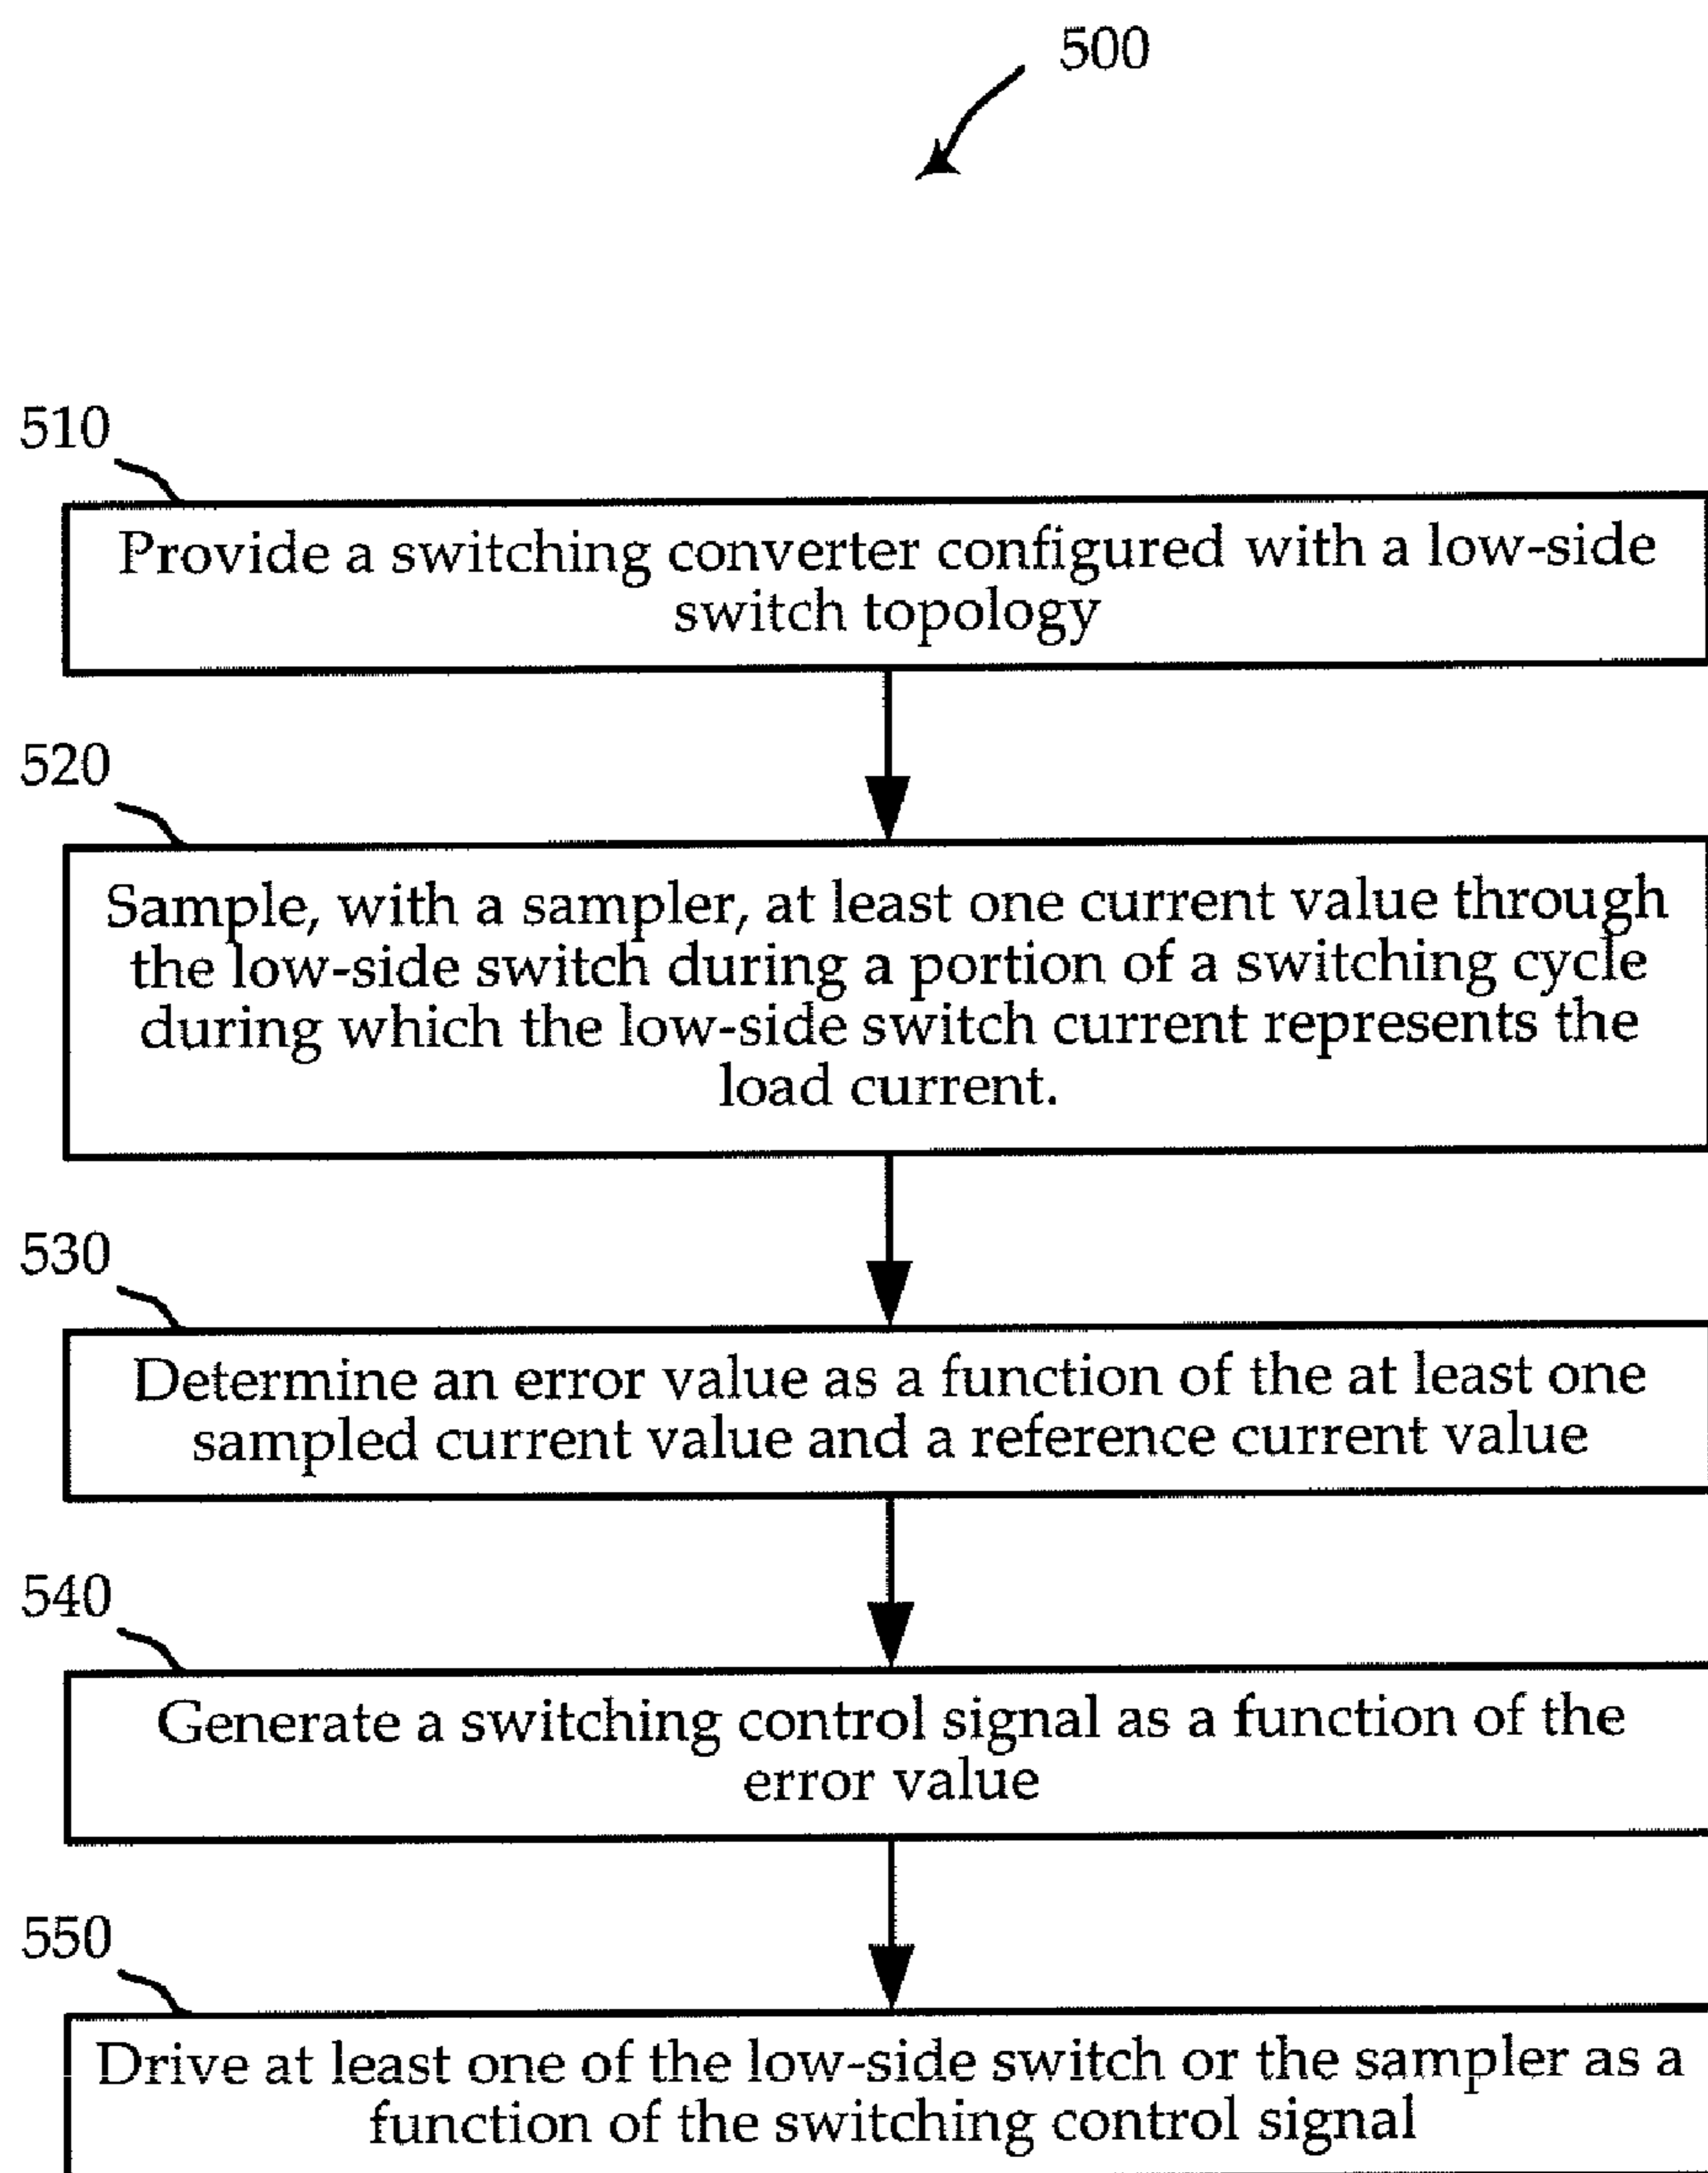 500
510
Provide a switching converter configured with a low-side
switch topology
520
Sample, with a sampler, at least one current value through
the low-side switch during a portion of a switching cycle
during which the low-side switch current represents the
load current.
530
Determine an error value as a function of the at least one
sampled current value and a reference current value
540
Generate a switching control signal as a function of the
error value
550
Drive at least one of the low-side switch or the sampler as a
function of the switching control signal